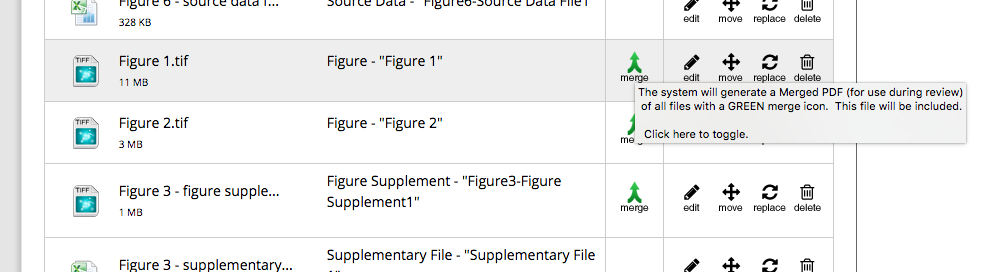 Figure 6 - source data f...
Source Data - "Figure6-Source Data File1"
328 KB
edit move replace delete
TIFF
Figure 1.tif
Figure - "Figure 1"
11 MB
merge
edit move replace delete
The system will generate a Merged PDF (for use during review)
of all files with a GREEN merge icon. This file will be included.
Click here to toggle.
TIFF
Figure 2.tif
Figure - "Figure 2"
3 MB
me
TIFF
Figure 3 - figure supple...
Figure Supplement - "Figure3-Figure
Supplement1"
1 MB
merge
edit move replace delete
Figure 3 - supplementary...
Supplementary File - "Supplementary File